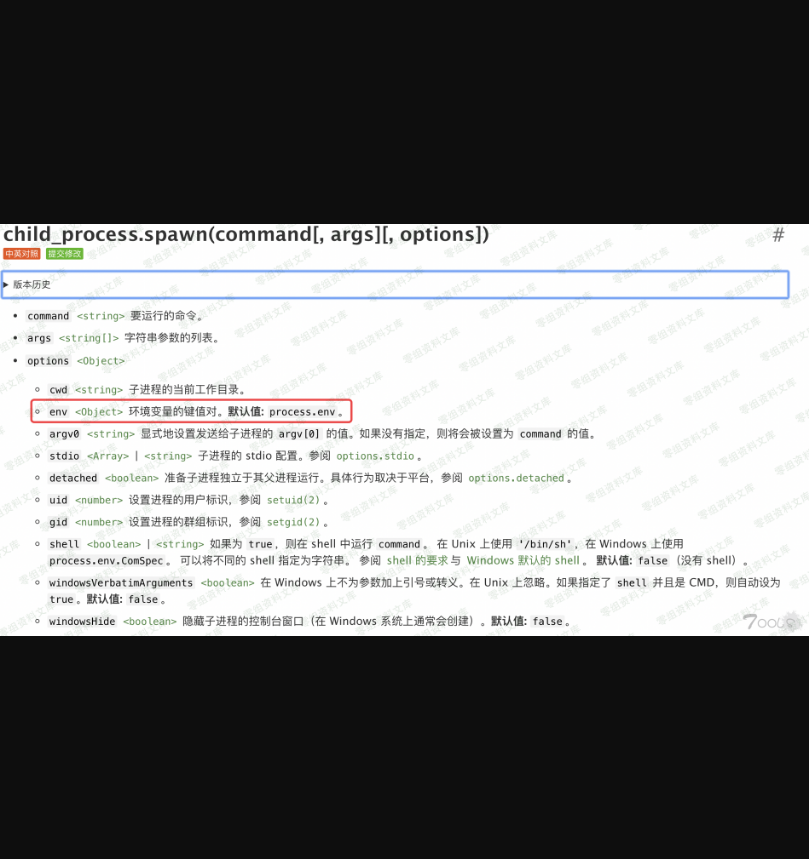 child_process.spawn(command[, args][, options])
#
中英对照 提交修改
▶ 版本历史
• command <string> 要运行的命令。
• args <string[]> 字符串参数的列表。
• options <Object>
◦ cwd <string> 子进程的当前工作目录。
◦ env <Object> 环境变量的键值对。默认值: process.env。
◦ argv0 <string> 显式地设置发送给子进程的 argv[0] 的值。如果没有指定，则将会被设置为 command 的值。
◦ stdio <Array> | <string> 子进程的 stdio 配置。参阅 options.stdio。
◦ detached <boolean> 准备子进程独立于其父进程运行。具体行为取决于平台，参阅 options.detached。
◦ uid <number> 设置进程的用户标识，参阅 setuid(2)。
◦ gid <number> 设置进程的群组标识，参阅 setgid(2)。
◦ shell <boolean> | <string> 如果为 true，则在 shell 中运行 command。 在 Unix 上使用 '/bin/sh'，在 Windows 上使用
process.env.ComSpec。 可以将不同的 shell 指定为字符串。 参阅 shell 的要求与 Windows 默认的 shell。 默认值: false（没有 shell）。
◦ windowsVerbatimArguments <boolean> 在 Windows 上不为参数加上引号或转义。在 Unix 上忽略。如果指定了 shell 并且是 CMD，则自动设为
true。默认值: false。
◦ windowsHide <boolean> 隐藏子进程的控制台窗口（在 Windows 系统上通常会创建）。默认值: false。
零组资料文库